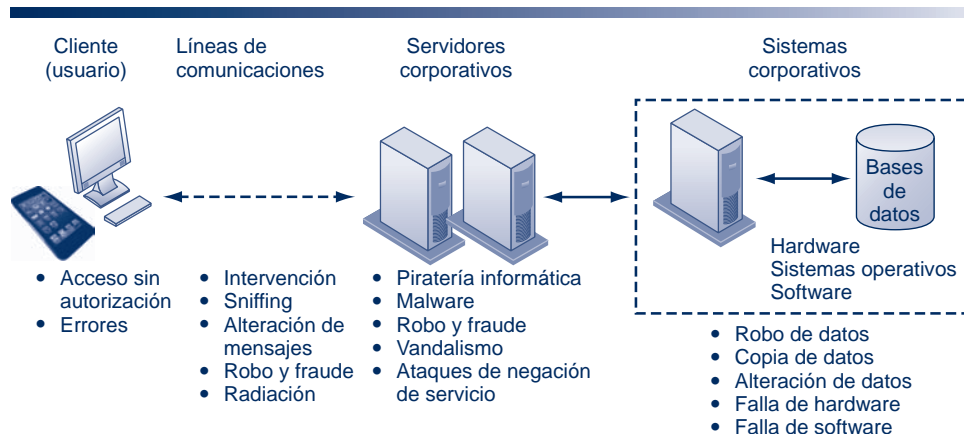 Cliente
(usuario)
Líneas de
comunicaciones
Servidores
corporativos
Sistemas
corporativos
Bases
de
datos
Hardware
Sistemas operativos
Software
• Acceso sin
autorización
• Errores
• Intervención
• Sniffing
• Alteración de
mensajes
• Robo y fraude
• Radiación
• Piratería informática
• Malware
• Robo y fraude
• Vandalismo
• Ataques de negación
de servicio
• Robo de datos
• Copia de datos
• Alteración de datos
• Falla de hardware
• Falla de software